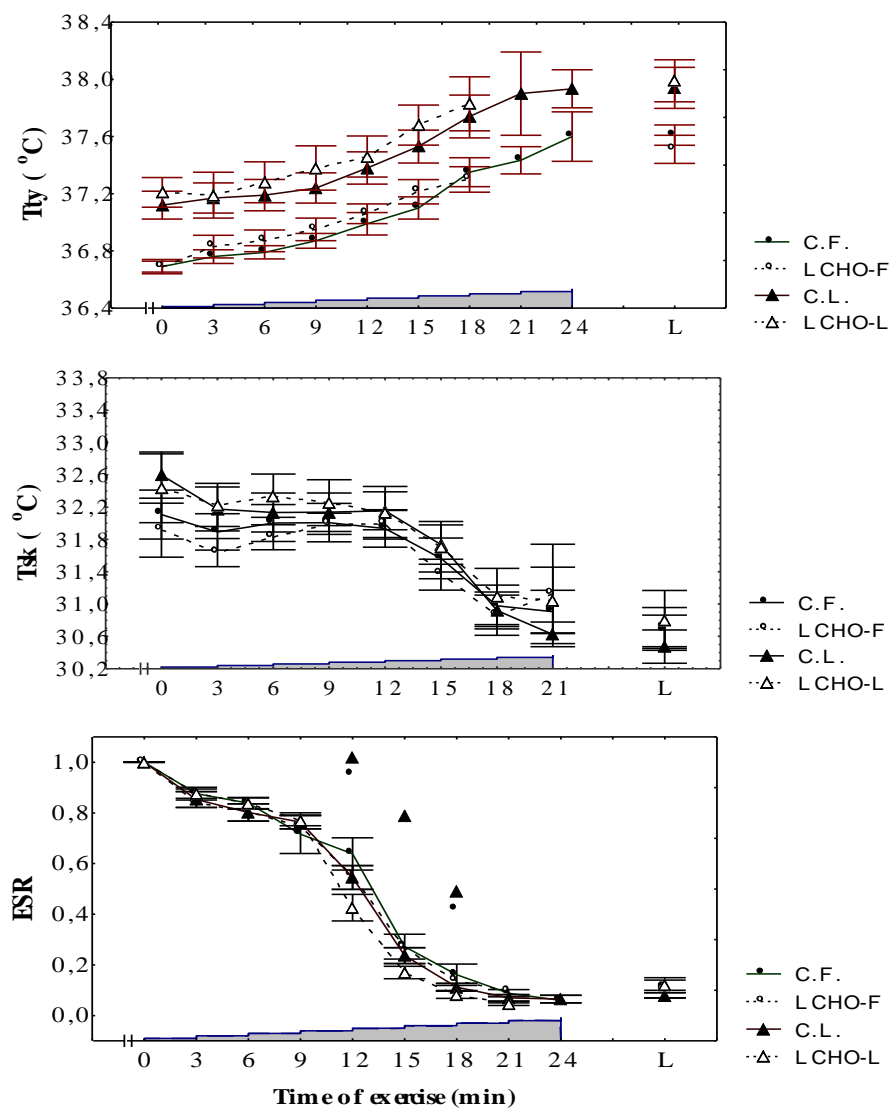 38,4
38,0
37,6
37,2
36,8
36,4
Tty ( °C)
0 3 6 9 12 15 18 21 24 L
C.F.
LCHO-F
C.L.
LCHO-L
33,8
33,4
33,0
32,6
32,2
31,8
31,4
31,0
30,6
30,2
Tsk ( °C)
0 3 6 9 12 15 18 21 L
C.F.
LCHO-F
C.L.
LCHO-L
1,0
0,8
0,6
0,4
0,2
0,0
ESR
0 3 6 9 12 15 18 21 24 L
Time of exercise (min)
C.F.
LCHO-F
C.L.
LCHO-L